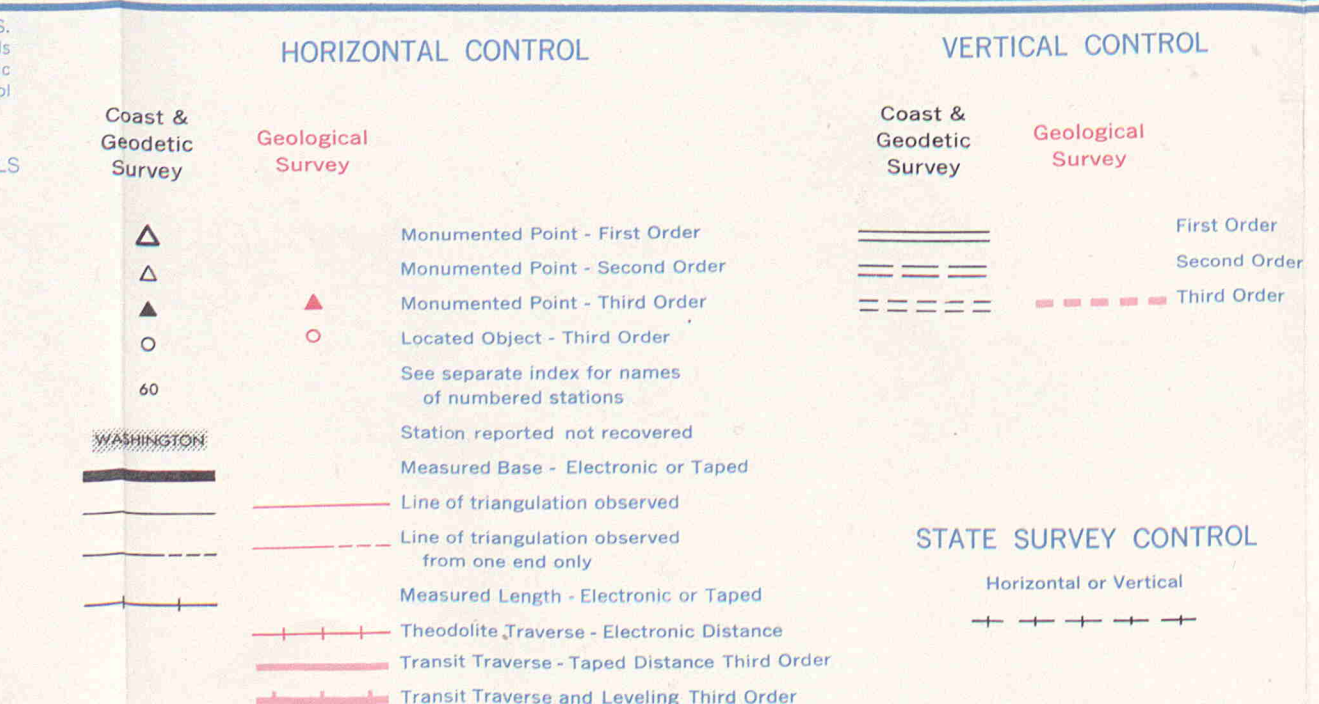 HORIZONTAL CONTROL
Coast &
Geodetic
Survey
Geological
Survey
Monumented Point - First Order
Monumented Point - Second Order
Monumented Point - Third Order
Located Object - Third Order
60
See separate index for names
of numbered stations
WASHINGTON
Station reported not recovered
Measured Base - Electronic or Taped
Line of triangulation observed
Line of triangulation observed
from one end only
Measured Length - Electronic or Taped
Theodolite Traverse - Electronic Distance
Transit Traverse - Taped Distance Third Order
Transit Traverse and Leveling Third Order
VERTICAL CONTROL
Coast &
Geodetic
Survey
Geological
Survey
First Order
Second Order
Third Order
STATE SURVEY CONTROL
Horizontal or Vertical